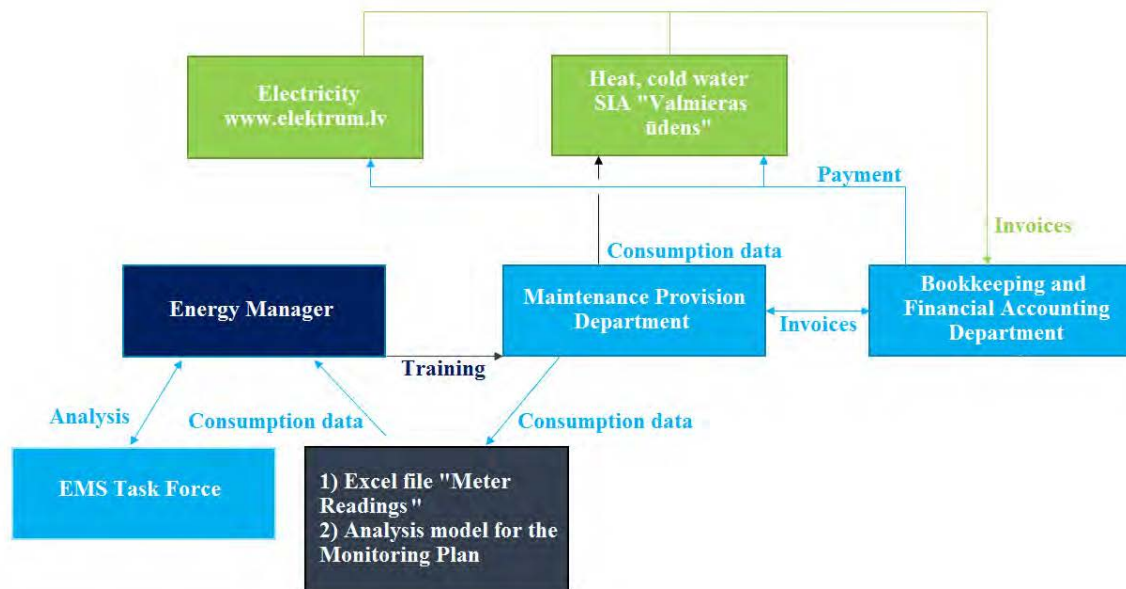 Electricity
www.elektrum.lv
Heat, cold water
SIA "Valmieras
ūdens"
Payment
Invoices
Consumption data
Energy Manager
Maintenance Provision
Department
Bookkeeping and
Financial Accounting
Department
Invoices
Training
Analysis
Consumption data
Consumption data
EMS Task Force
1) Excel file "Meter
Readings"
2) Analysis model for the
Monitoring Plan